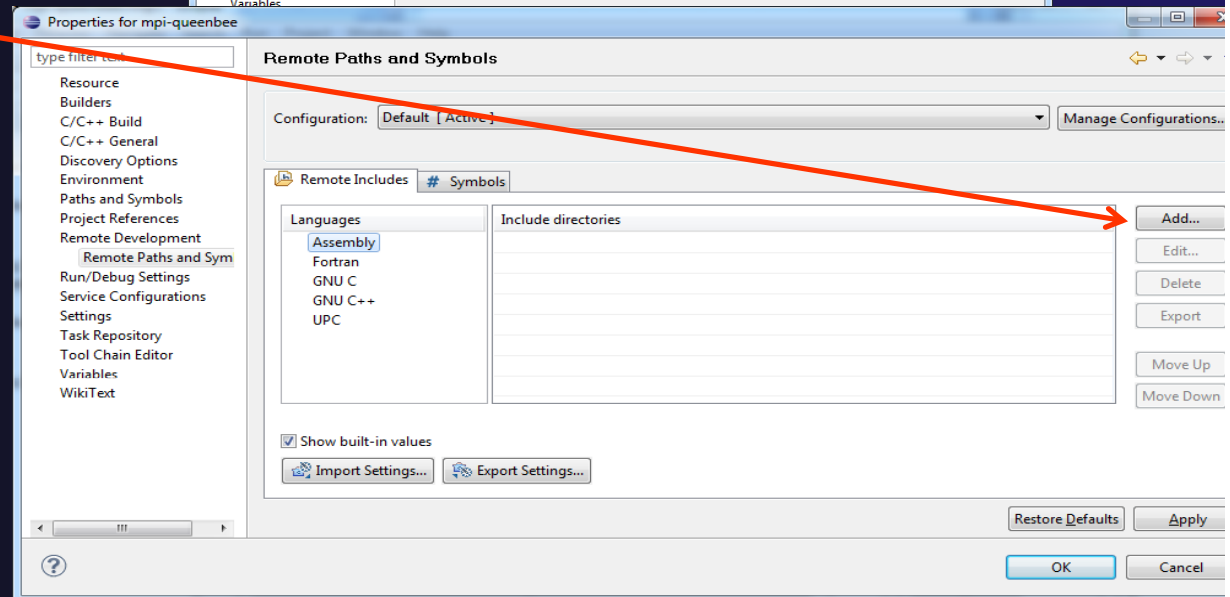 Variables
Properties for mpi-queenbee
type filter text
Remote Paths and Symbols
Resource
Builders
C/C++ Build
C/C++ General
Discovery Options
Environment
Paths and Symbols
Project References
Remote Development
Remote Paths and Sym
Run/Debug Settings
Service Configurations
Settings
Task Repository
Tool Chain Editor
Variables
WikiText
Configuration: Default [ Active ]
Manage Configurations...
Remote Includes # Symbols
Languages Include directories
Assembly
Fortran
GNU C
GNU C++
UPC
Add...
Edit...
Delete
Export
Move Up
Move Down
Show built-in values
Import Settings... Export Settings...
Restore Defaults Apply
OK Cancel